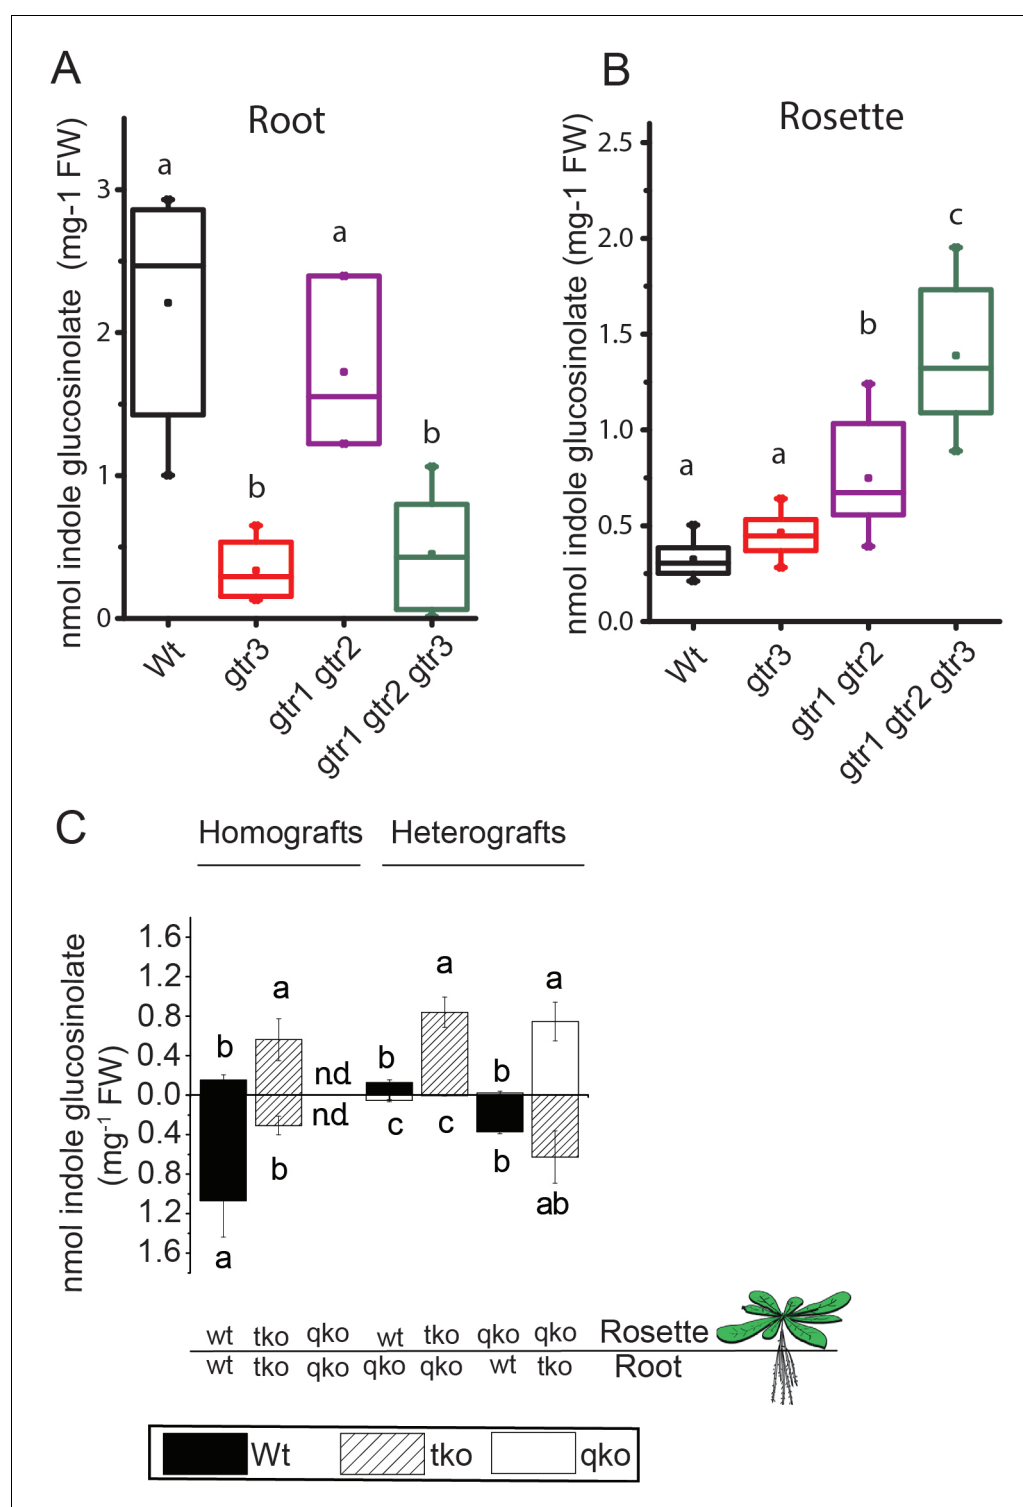 A
B
Root
Rosette
nmol indole glucosinolate (mg-1 FW)
3
2
1
0
a
b
a
b
Wt
gtr3
gtr1 gtr2
gtr1 gtr2 gtr3
nmol indole glucosinolate (mg-1 FW)
2.5
2.0
1.5
1.0
0.5
0.0
a
a
b
c
Wt
gtr3
gtr1 gtr2
gtr1 gtr2 gtr3
C
Homografts Heterografts
nmol indole glucosinolate
(mg-1 FW)
1.6
1.2
0.8
0.4
0.0
0.4
0.8
1.2
1.6
b a nd b a b a
a b nd c c b ab
wt tko qko wt tko qko qko Rosette
wt tko qko qko qko wt tko Root
Wt tko qko